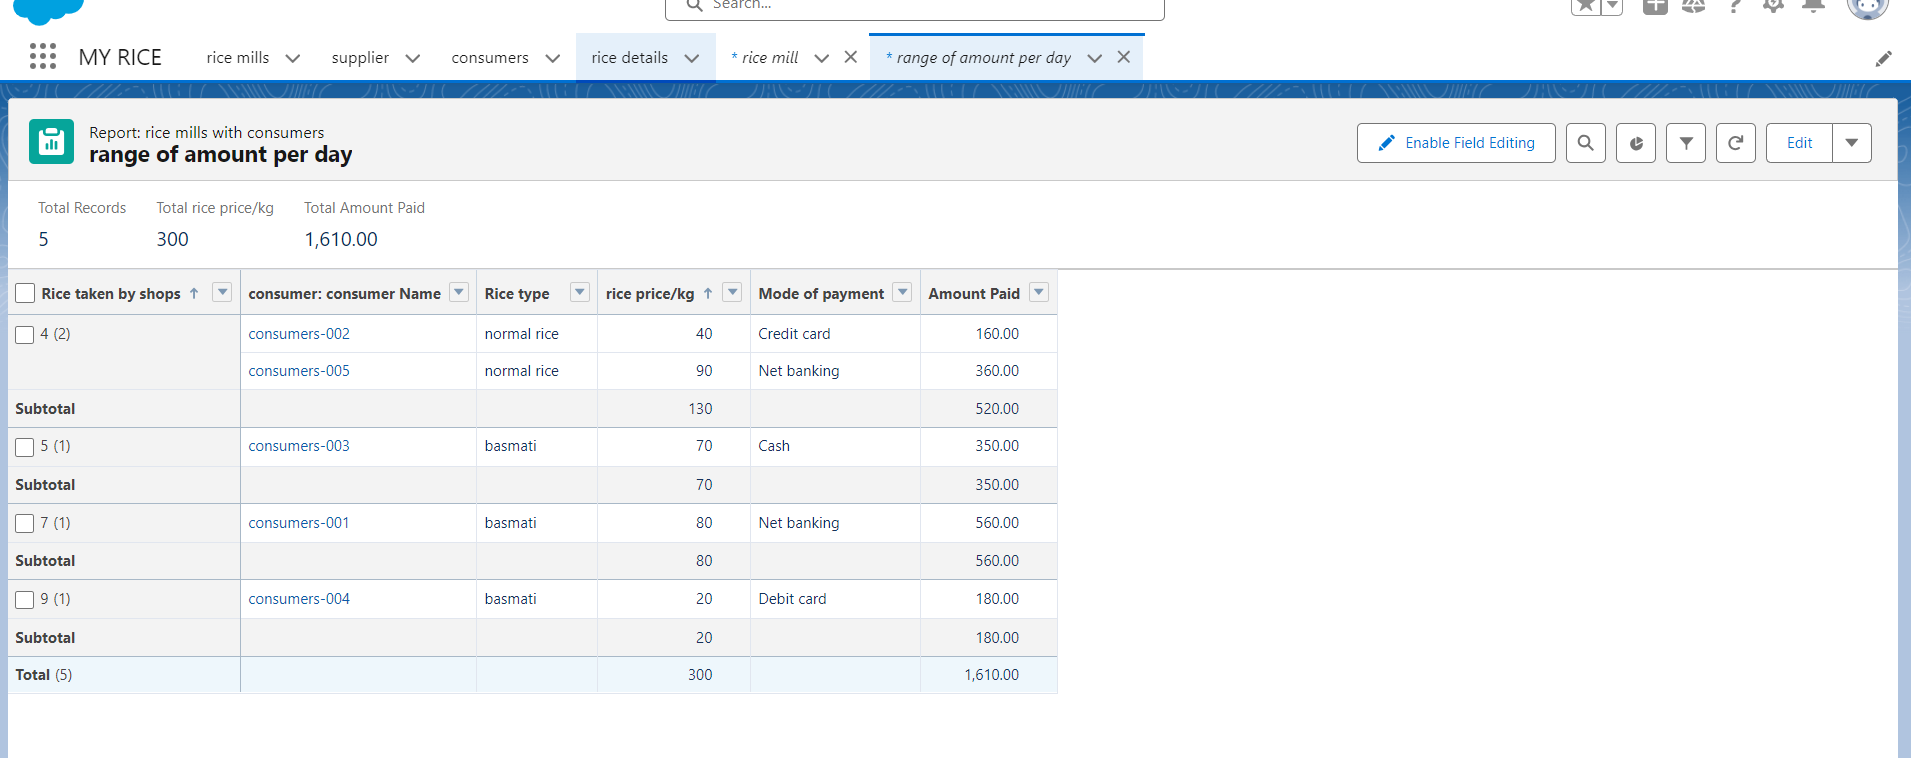 Search...
MY RICE rice mills supplier consumers rice details * rice mill * range of amount per day
Report: rice mills with consumers
range of amount per day
Enable Field Editing Edit
Total Records Total rice price/kg Total Amount Paid
5 300 1,610.00
Rice taken by shops consumer: consumer Name Rice type rice price/kg Mode of payment Amount Paid
4 (2) consumers-002 normal rice 40 Credit card 160.00
consumers-005 normal rice 90 Net banking 360.00
Subtotal 130 520.00
5 (1) consumers-003 basmati 70 Cash 350.00
Subtotal 70 350.00
7 (1) consumers-001 basmati 80 Net banking 560.00
Subtotal 80 560.00
9 (1) consumers-004 basmati 20 Debit card 180.00
Subtotal 20 180.00
Total (5) 300 1,610.00